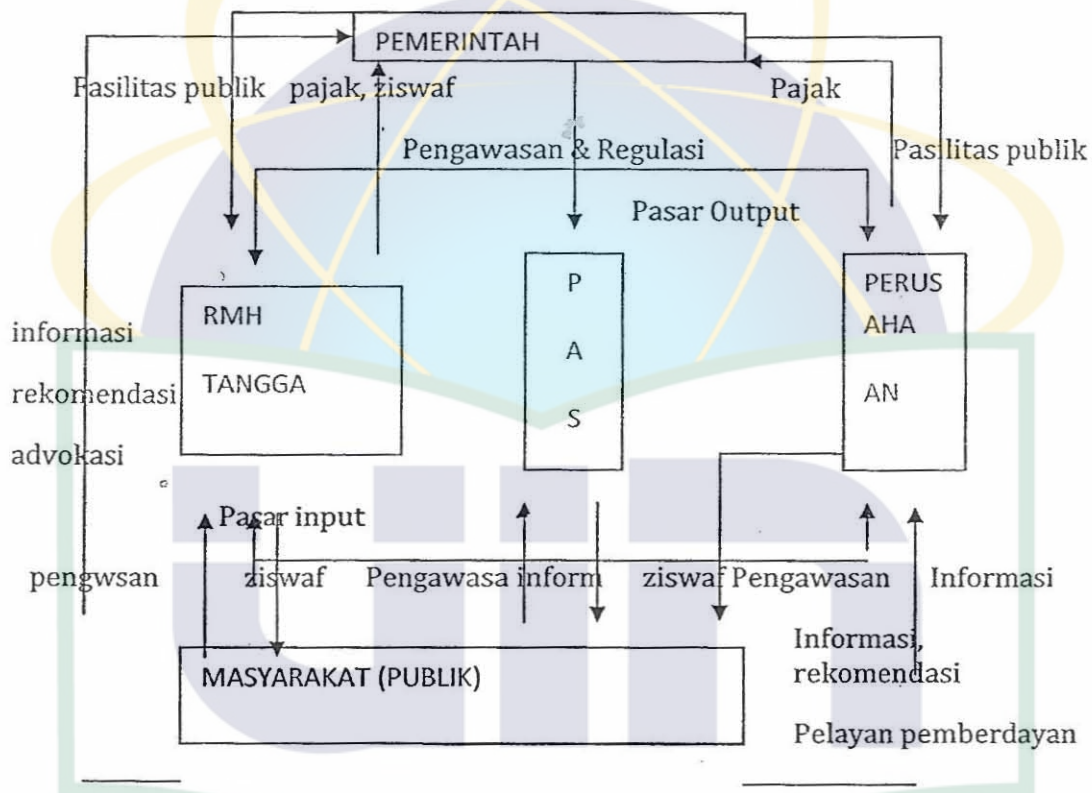 PEMERINTAH
Fasilitas publik pajak, ziswaf Pajak
Pengawasan & Regulasi Pasilitas publik
Pasar Output
RMH
TANGGA
P
A
S
PERUS
AHA
AN
informasi
rekomendasi
advokasi
Pasar input
pengwsan ziswaf Pengawasa inform ziswaf Pengawasan Informasi
MASYARAKAT (PUBLIK)
Informasi,
rekomendasi
Pelayan pemberdayan
uin